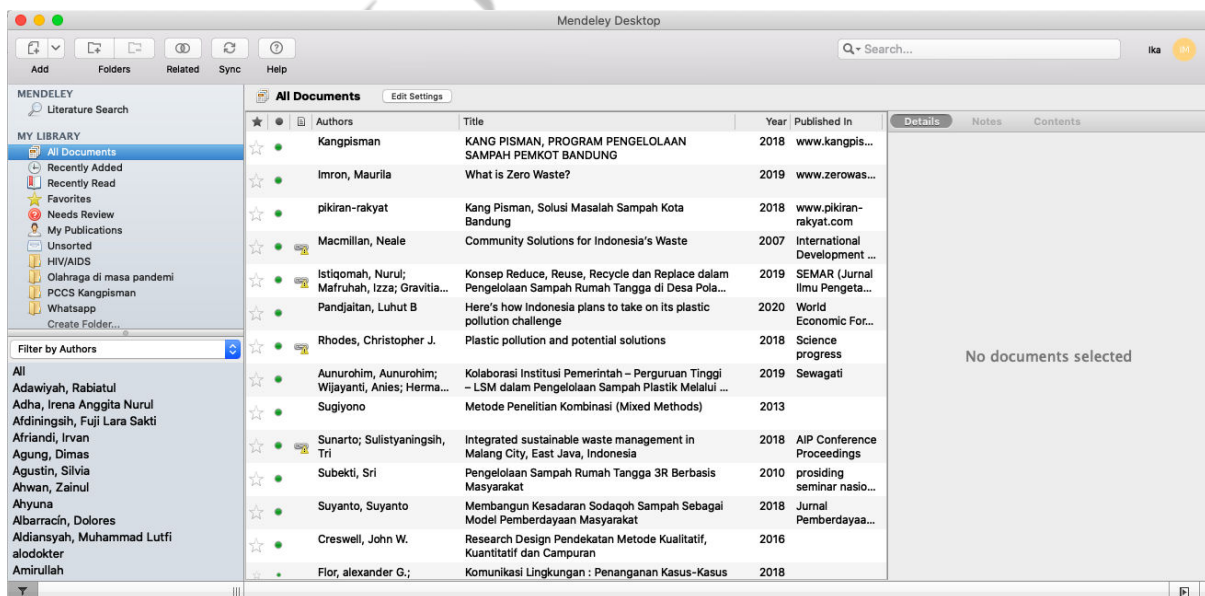 Mendeley Desktop
Add Folders Related Sync Help
Search...
Ika
IM
MENDELEY
Literature Search
MY LIBRARY
All Documents
Recently Added
Recently Read
Favorites
Needs Review
My Publications
Unsorted
HIV/AIDS
Olahraga di masa pandemi
PCCS Kangpisman
Whatsapp
Create Folder...
Filter by Authors
All
Adawiyah, Rabiatul
Adha, Irena Anggita Nurul
Afdiningsih, Fuji Lara Sakti
Afriandi, Irvan
Agung, Dimas
Agustin, Silvia
Ahwan, Zainul
Ahyuna
Albarracín, Dolores
Aldiansyah, Muhammad Lutfi
alodokter
Amirullah
All Documents Edit Settings
Authors Title Year Published In
Kangpisman KANG PISMAN, PROGRAM PENGELOLAAN 2018 www.kangpis...
SAMPAH PEMKOT BANDUNG
Imron, Maurila What is Zero Waste? 2019 www.zerowas...
pikiran-rakyat Kang Pisman, Solusi Masalah Sampah Kota 2018 www.pikiran-
Bandung rakyat.com
Macmillan, Neale Community Solutions for Indonesia's Waste 2007 International
Development ...
Istiqomah, Nurul; Konsep Reduce, Reuse, Recycle dan Replace dalam 2019 SEMAR (Jurnal
Mafruhah, Izza; Gravitia... Pengelolaan Sampah Rumah Tangga di Desa Pola... Ilmu Pengeta...
Pandjaitan, Luhut B Here's how Indonesia plans to take on its plastic 2020 World
pollution challenge Economic For...
Rhodes, Christopher J. Plastic pollution and potential solutions 2018 Science
progress
Aunurohim, Aunurohim; Kolaborasi Institusi Pemerintah – Perguruan Tinggi 2019 Sewagati
Wijayanti, Anies; Herma... – LSM dalam Pengelolaan Sampah Plastik Melalui ...
Sugiyono Metode Penelitian Kombinasi (Mixed Methods) 2013
Sunarto; Sulistyaningsih, Integrated sustainable waste management in 2018 AIP Conference
Tri Malang City, East Java, Indonesia Proceedings
Subekti, Sri Pengelolaan Sampah Rumah Tangga 3R Berbasis 2010 prosiding
Masyarakat seminar nasio...
Suyanto, Suyanto Membangun Kesadaran Sodaqoh Sampah Sebagai 2018 Jurnal
Model Pemberdayaan Masyarakat Pemberdayaa...
Creswell, John W. Research Design Pendekatan Metode Kualitatif, 2016
Kuantitatif dan Campuran
Flor, alexander G.; Komunikasi Lingkungan : Penanganan Kasus-Kasus 2018
Details Notes Contents
No documents selected